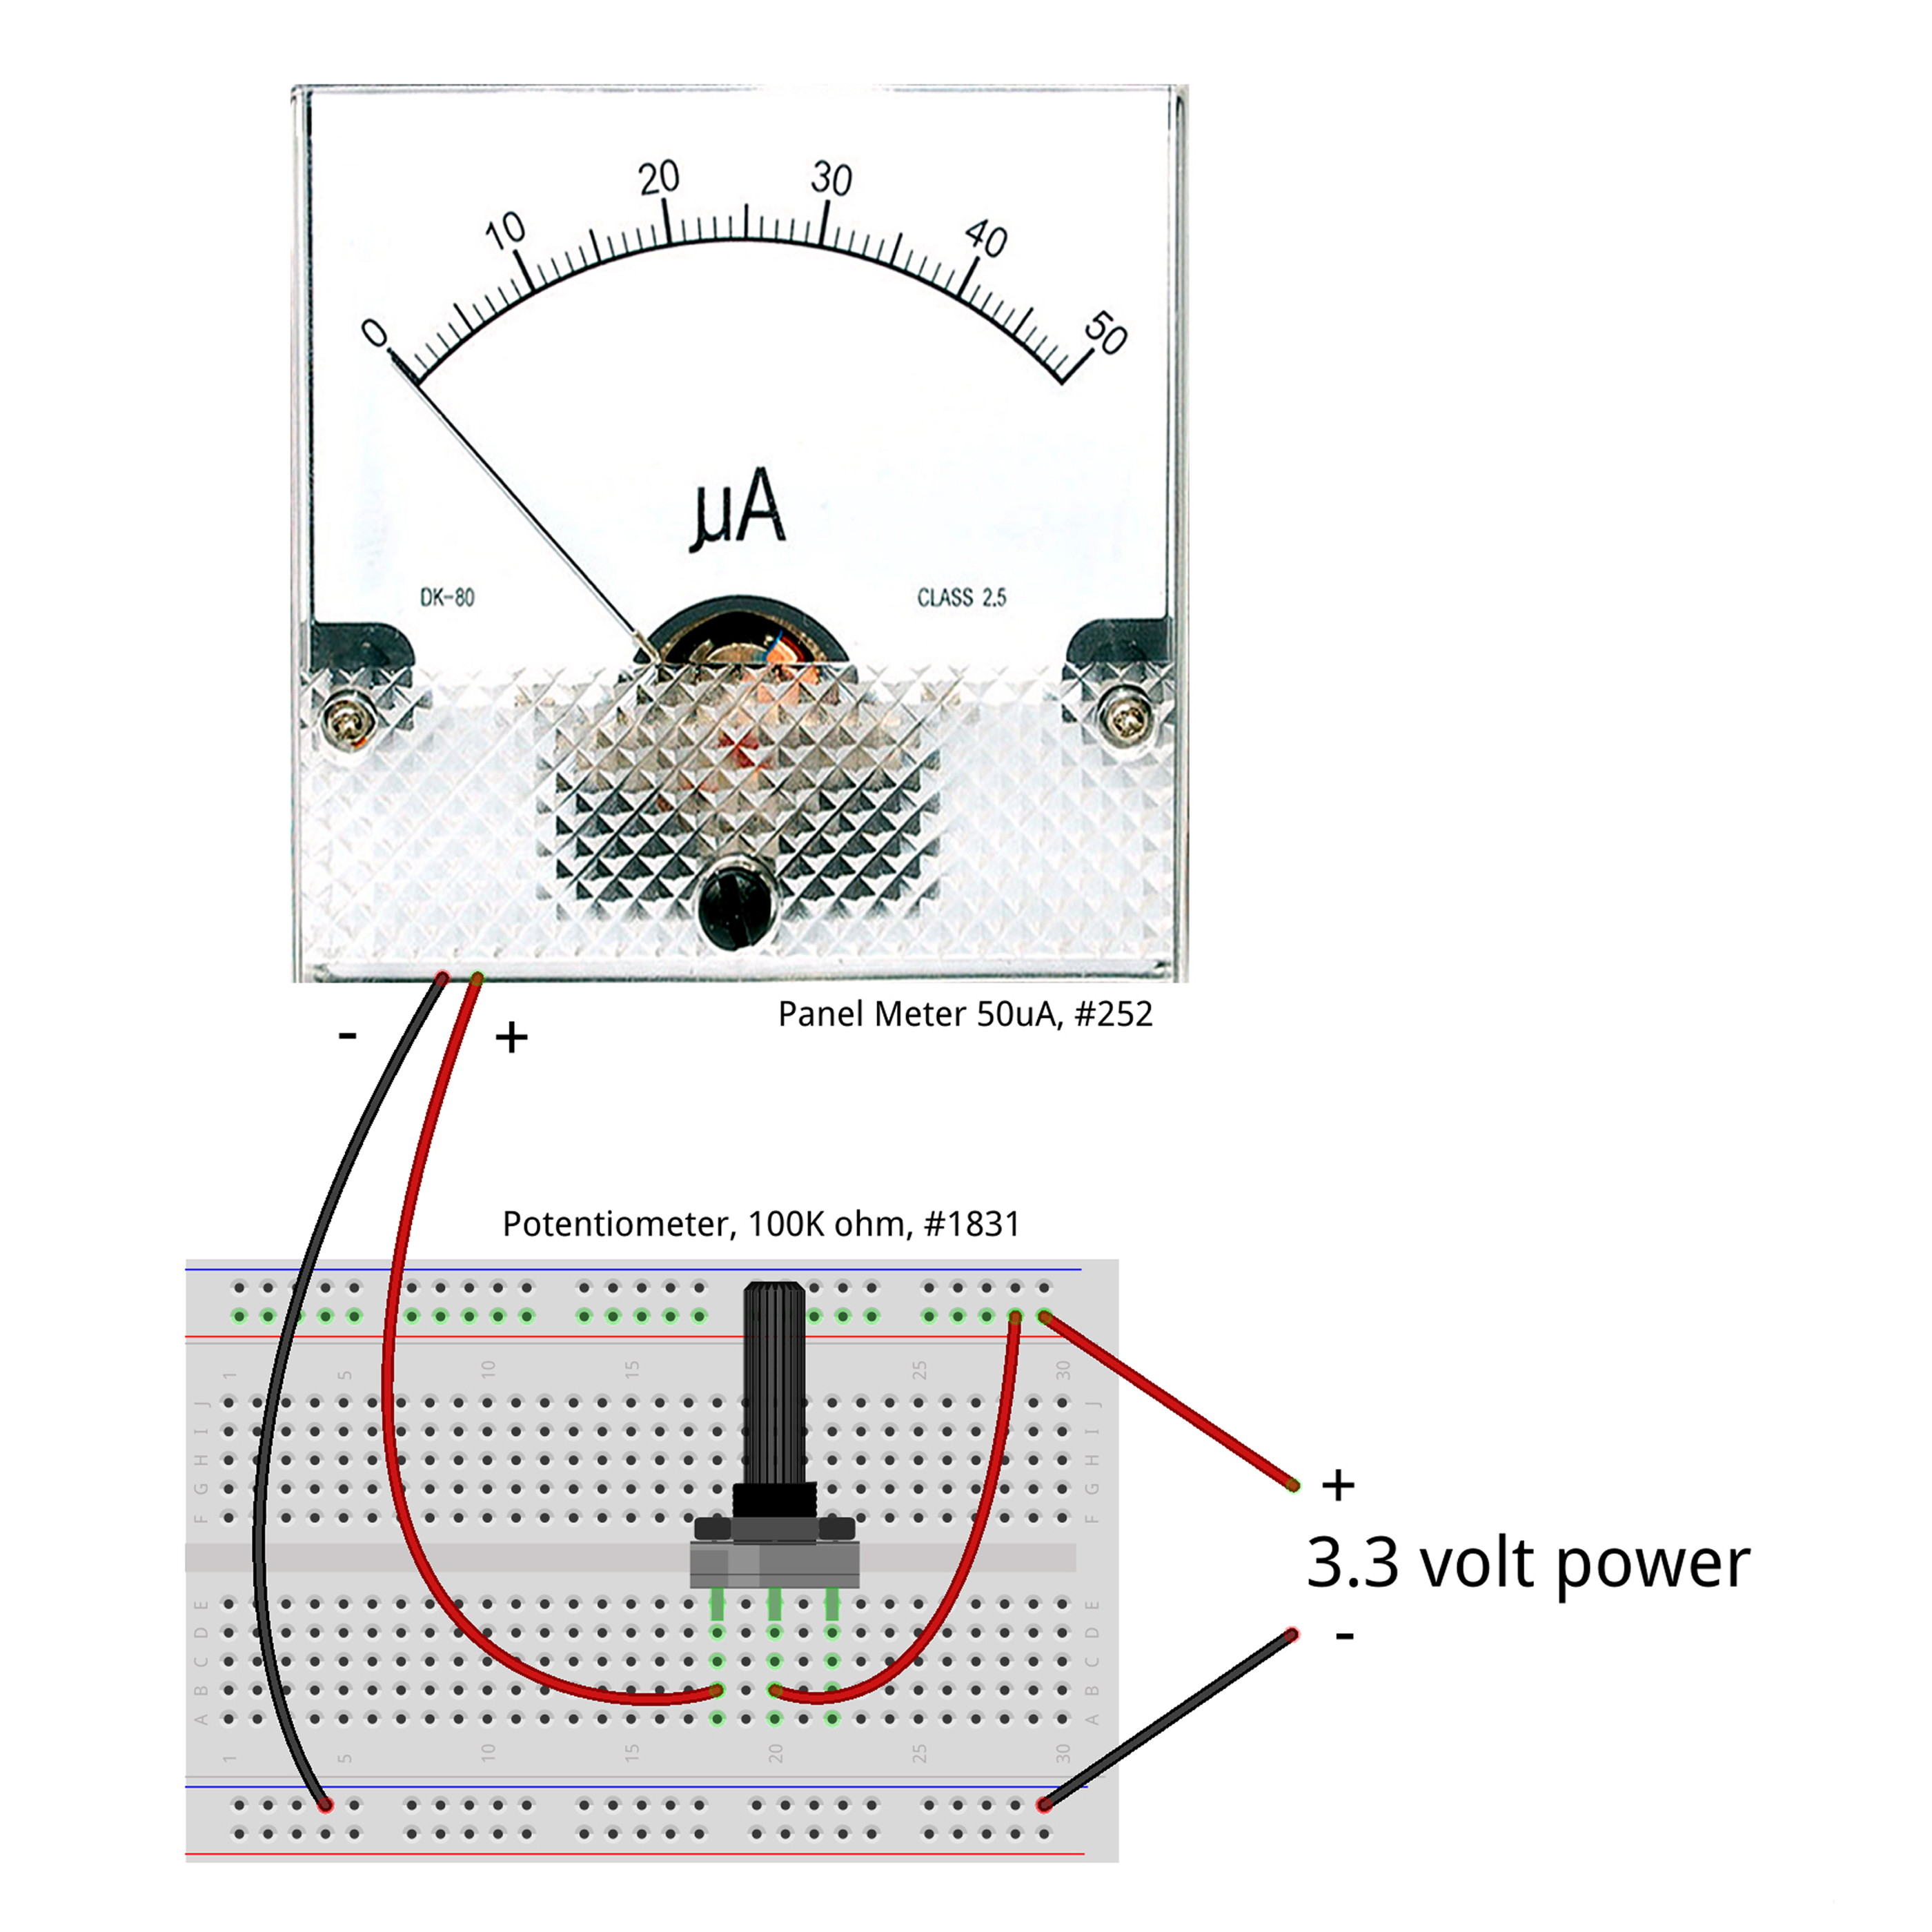 0 10 20 30 40 50
µA
DK-80 CLASS 2.5
- +
Panel Meter 50uA, #252
Potentiometer, 100K ohm, #1831
1 5 10 15 25 30
J J
I I
H H
G G
F F
+
3.3 volt power
-
E E
D D
C C
B B
A A
1 5 10 15 20 25 30